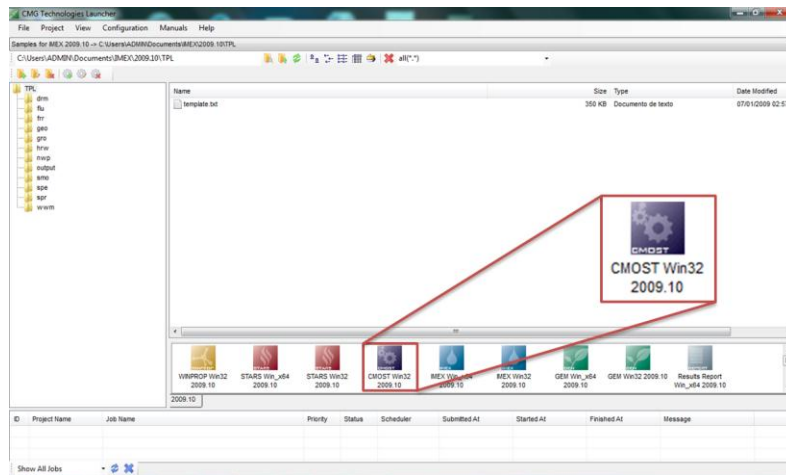 CMG Technologies Launcher
File Project View Configuration Manuals Help
Samples for IMEX 2009.10 -> C:\Users\ADMIN\Documents\IMEX\2009.10\TPL
C:\Users\ADMIN\Documents\IMEX\2009.10\TPL all(*.*)
TPL
drm
flu
frr
geo
gro
hrw
nwp
output
smo
spe
spr
wwm
Name Size Type Date Modified
template.txt 350 KB Documento de texto 07/01/2009 02:5
CMOST
CMOST Win32
2009.10
WINPROP Win32
2009.10
STARS Win_x64
2009.10
STARS Win32
2009.10
CMOST Win32
2009.10
IMEX Win_x64
2009.10
IMEX Win32
2009.10
GEM Win_x64
2009.10
GEM Win32 2009.10
Results Report
Win_x64 2009.10
2009.10
ID Project Name Job Name Priority Status Scheduler Submitted At Started At Finished At Message
Show All Jobs